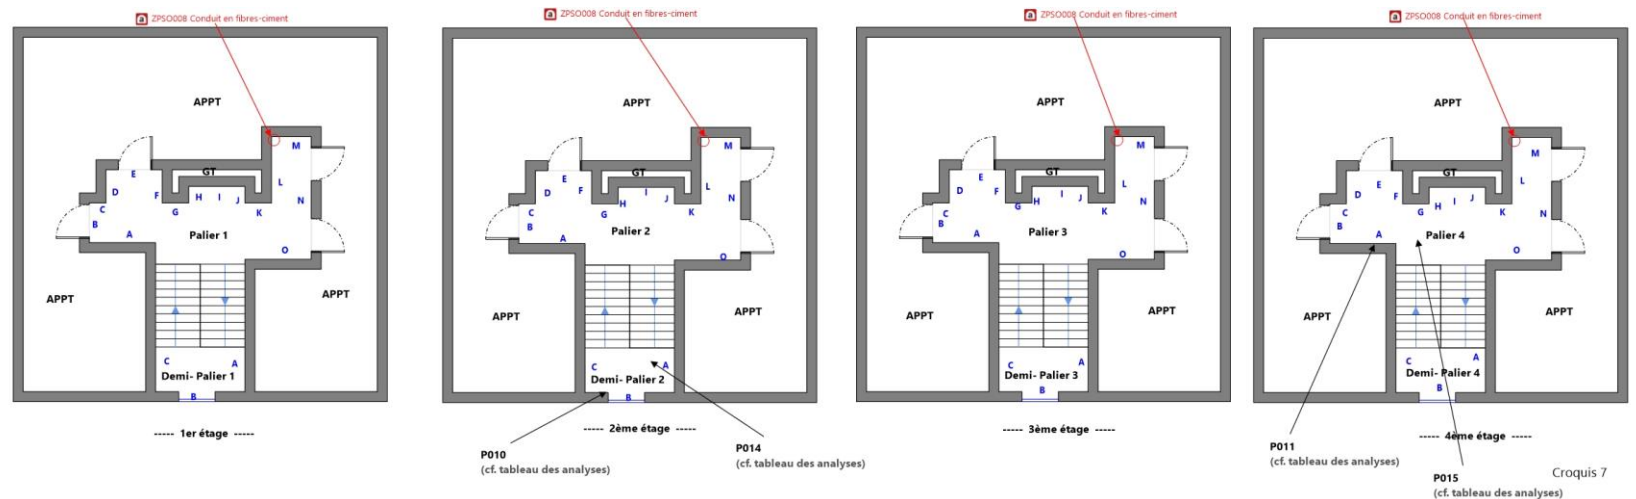 a ZPSO008 Conduit en fibres-ciment
APPT
M
E
GT
D
F
H
I
J
L
N
C
G
K
B
A
Palier 1
O
APPT
APPT
C
A
Demi- Palier 1
B
----- 1er étage -----
a ZPSO008 Conduit en fibres-ciment
APPT
M
GT
E
D
F
H
I
J
L
N
C
G
K
B
A
Palier 2
O
APPT
APPT
C
A
Demi- Palier 2
B
----- 2ème étage -----
P010
(cf. tableau des analyses)
P014
(cf. tableau des analyses)
a ZPSO008 Conduit en fibres-ciment
APPT
M
GT
E
D
F
G
H
I
J
L
N
C
K
B
A
Palier 3
O
APPT
APPT
C
A
Demi- Palier 3
B
----- 3ème étage -----
a ZPSO008 Conduit en fibres-ciment
APPT
M
GT
E
D
F
G
H
I
J
L
N
C
K
B
A
Palier 4
O
APPT
APPT
C
A
Demi- Palier 4
B
----- 4ème étage -----
P011
(cf. tableau des analyses)
P015
(cf. tableau des analyses)
Croquis 7